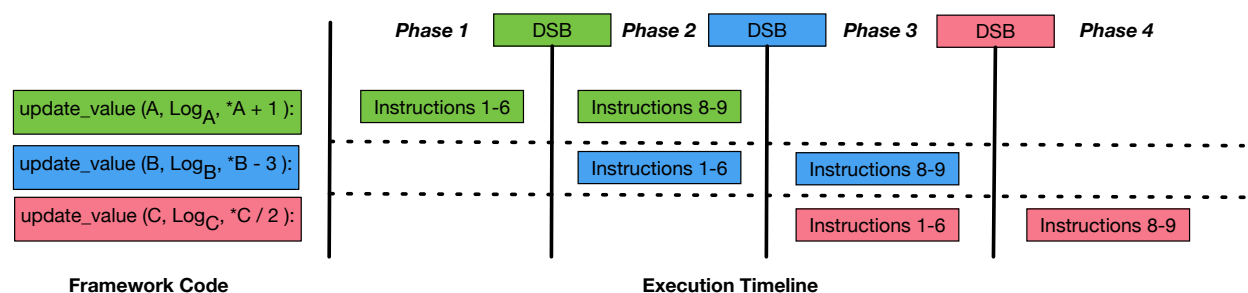 Phase 1 DSB Phase 2 DSB Phase 3 DSB Phase 4
update_value (A, LogA, *A + 1 ): Instructions 1-6 Instructions 8-9
update_value (B, LogB, *B - 3 ): Instructions 1-6 Instructions 8-9
update_value (C, LogC, *C / 2 ): Instructions 1-6 Instructions 8-9
Framework Code Execution Timeline